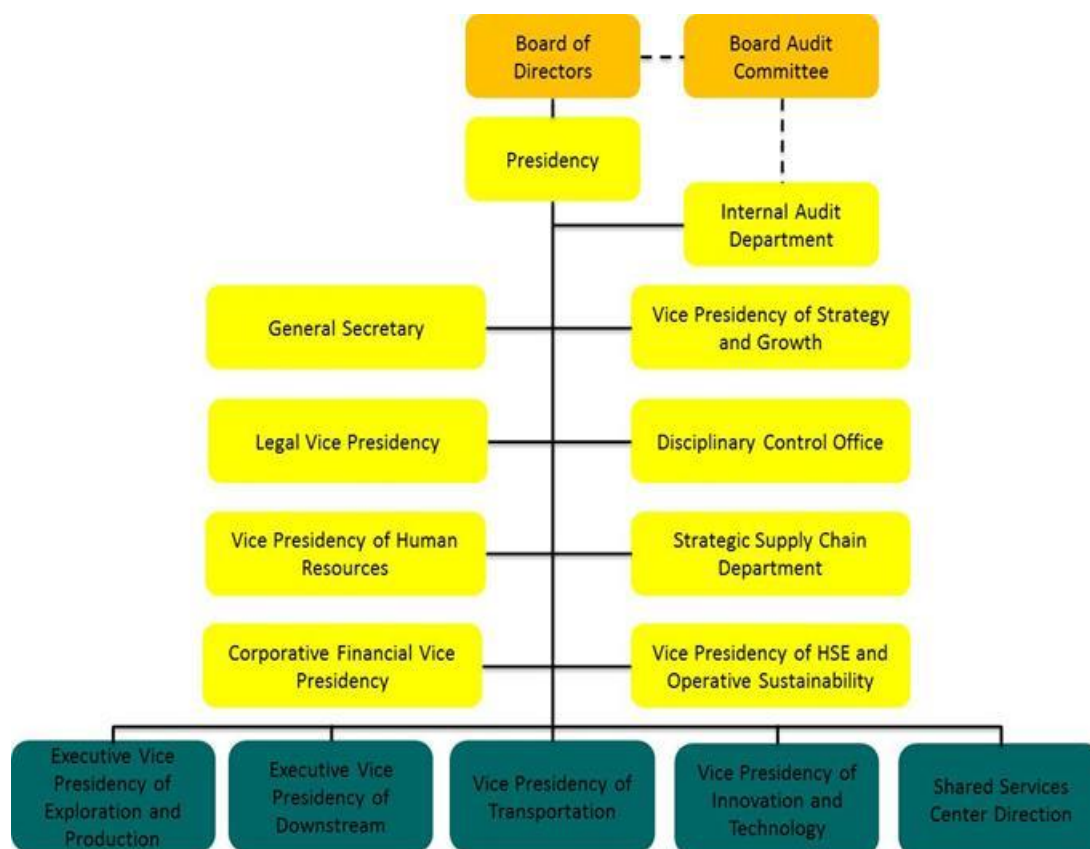 Board of
Directors
Board Audit
Committee
Presidency
Internal Audit
Department
General Secretary
Vice Presidency of Strategy
and Growth
Legal Vice Presidency
Disciplinary Control Office
Vice Presidency of Human
Resources
Strategic Supply Chain
Department
Corporative Financial Vice
Presidency
Vice Presidency of HSE and
Operative Sustainability
Executive Vice
Presidency of
Exploration and
Production
Executive Vice
Presidency of
Downstream
Vice Presidency of
Transportation
Vice Presidency of
Innovation and
Technology
Shared Services
Center Direction